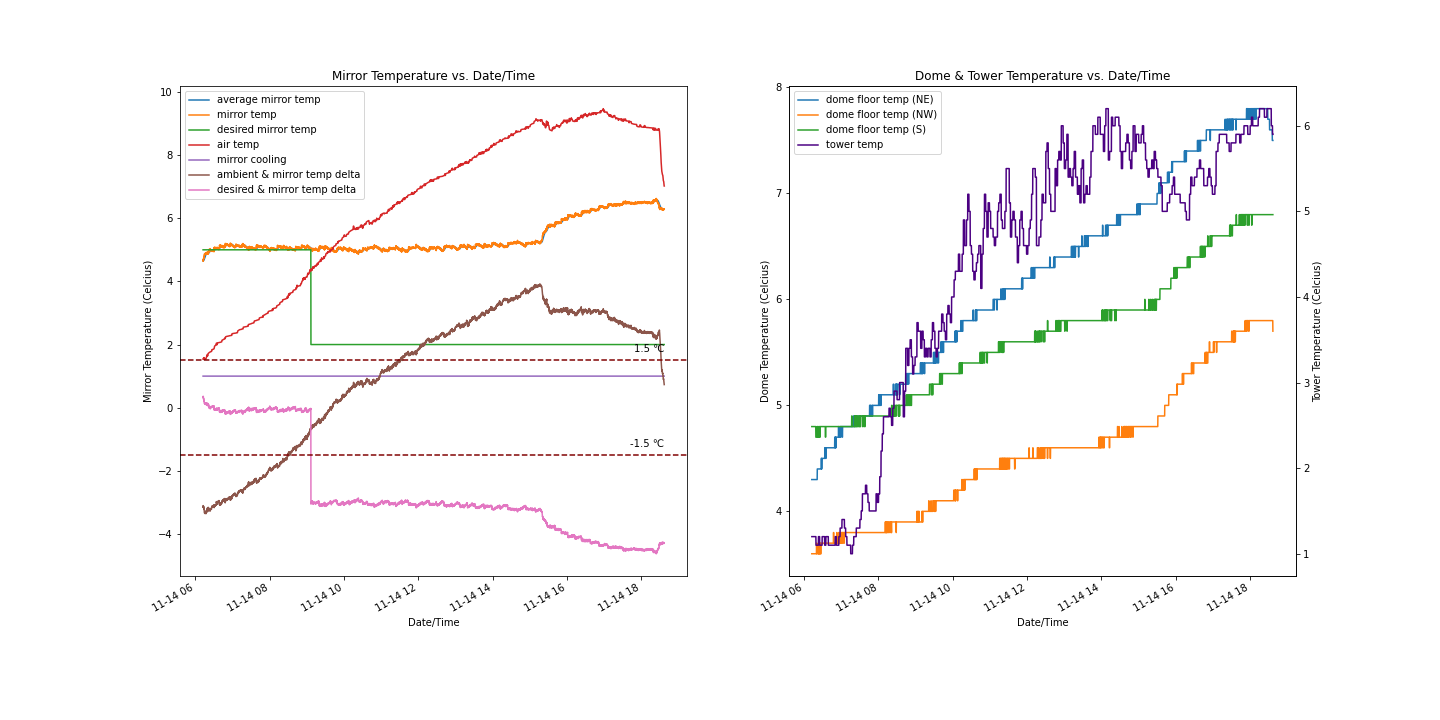 Mirror Temperature vs. Date/Time
Mirror Temperature (Celcius)
10
8
6
4
2
0
−2
−4
average mirror temp
mirror temp
desired mirror temp
air temp
mirror cooling
ambient & mirror temp delta
desired & mirror temp delta
1.5 °C
-1.5 °C
11-14 06
11-14 08
11-14 10
11-14 12
11-14 14
11-14 16
11-14 18
Date/Time
Dome & Tower Temperature vs. Date/Time
Dome Temperature (Celcius)
8
7
6
5
4
dome floor temp (NE)
dome floor temp (NW)
dome floor temp (S)
tower temp
6
5
4
3
2
1
Tower Temperature (Celcius)
11-14 06
11-14 08
11-14 10
11-14 12
11-14 14
11-14 16
11-14 18
Date/Time